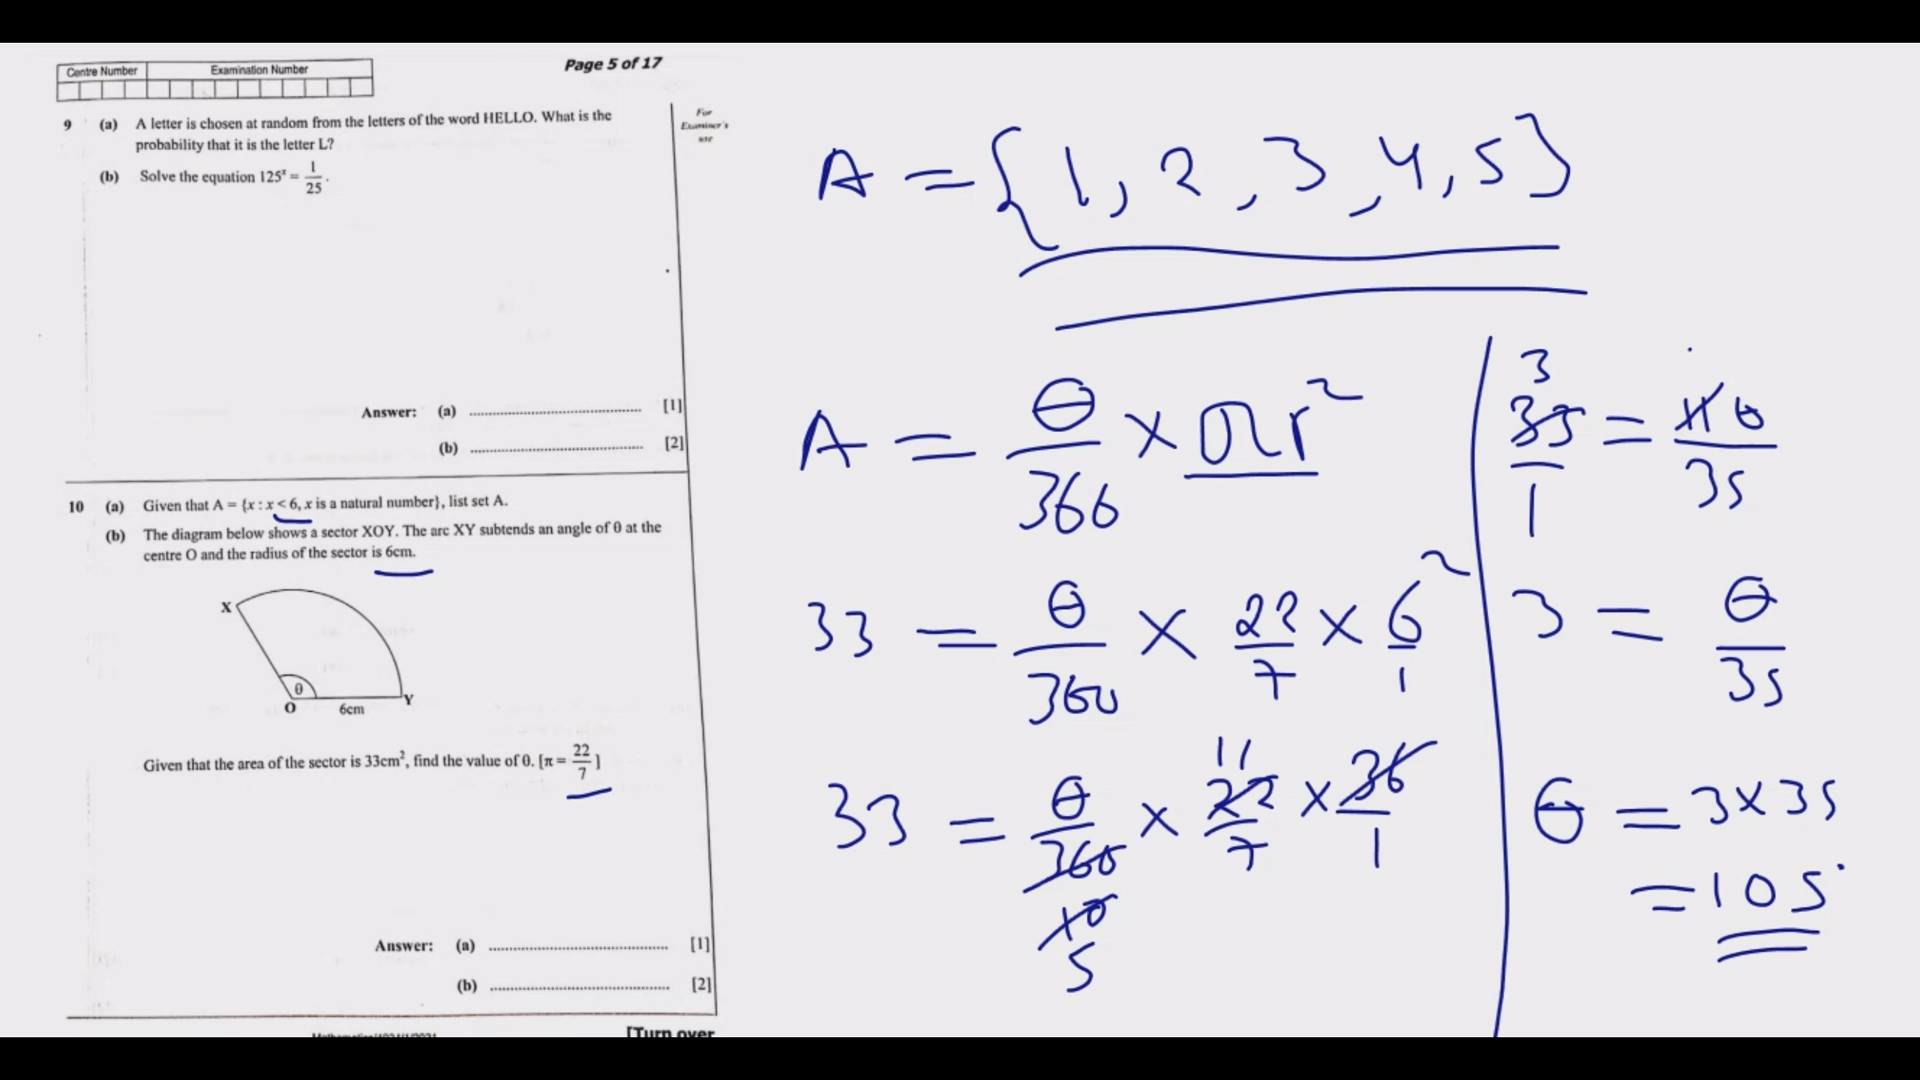 Centre Number Examination Number
Page 5 of 17
For
Examiner's
use
9 (a) A letter is chosen at random from the letters of the word HELLO. What is the
probability that it is the letter L?
(b) Solve the equation 125ˣ = 1/25 .
Answer: (a) ........................................ [1]
(b) ........................................ [2]
10 (a) Given that A = {x : x < 6, x is a natural number}, list set A.
(b) The diagram below shows a sector XOY. The arc XY subtends an angle of θ at the
centre O and the radius of the sector is 6cm.
X
θ
O
6cm
Y
Given that the area of the sector is 33cm², find the value of θ. [π = 22/7]
Answer: (a) ........................................ [1]
(b) ........................................ [2]
[Turn over
A = {1, 2, 3, 4, 5}
A = θ/360 × πr²
33 = θ/360 × 22/7 × 6²/1
11
33 = θ/360 × 22/7 × 36/1
10
5
3
33/1 = 11θ/35
3 = θ/35
θ = 3×35
= 105